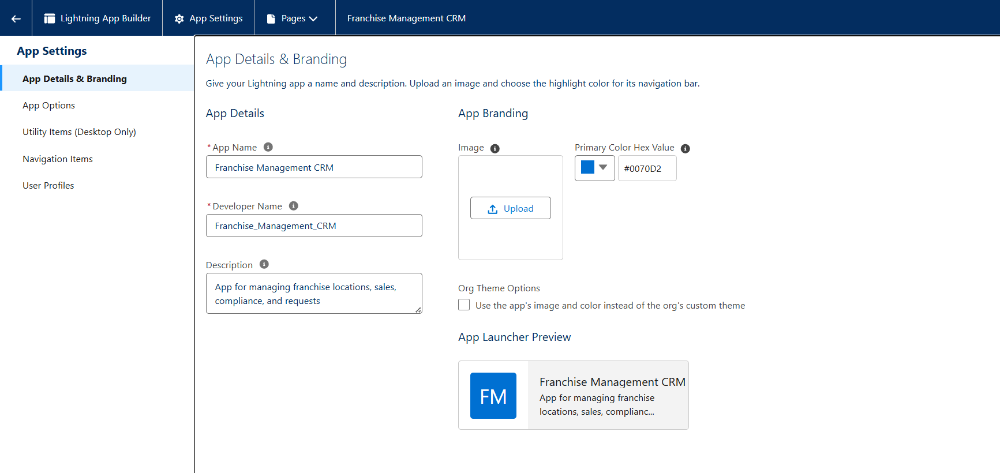 Lightning App Builder
App Settings
Pages
Franchise Management CRM
App Settings
App Details & Branding
App Options
Utility Items (Desktop Only)
Navigation Items
User Profiles
App Details & Branding
Give your Lightning app a name and description. Upload an image and choose the highlight color for its navigation bar.
App Details
* App Name
Franchise Management CRM
* Developer Name
Franchise_Management_CRM
Description
App for managing franchise locations, sales,
compliance, and requests
App Branding
Image
Upload
Primary Color Hex Value
#0070D2
Org Theme Options
Use the app's image and color instead of the org's custom theme
App Launcher Preview
FM
Franchise Management CRM
App for managing franchise
locations, sales, complianc...